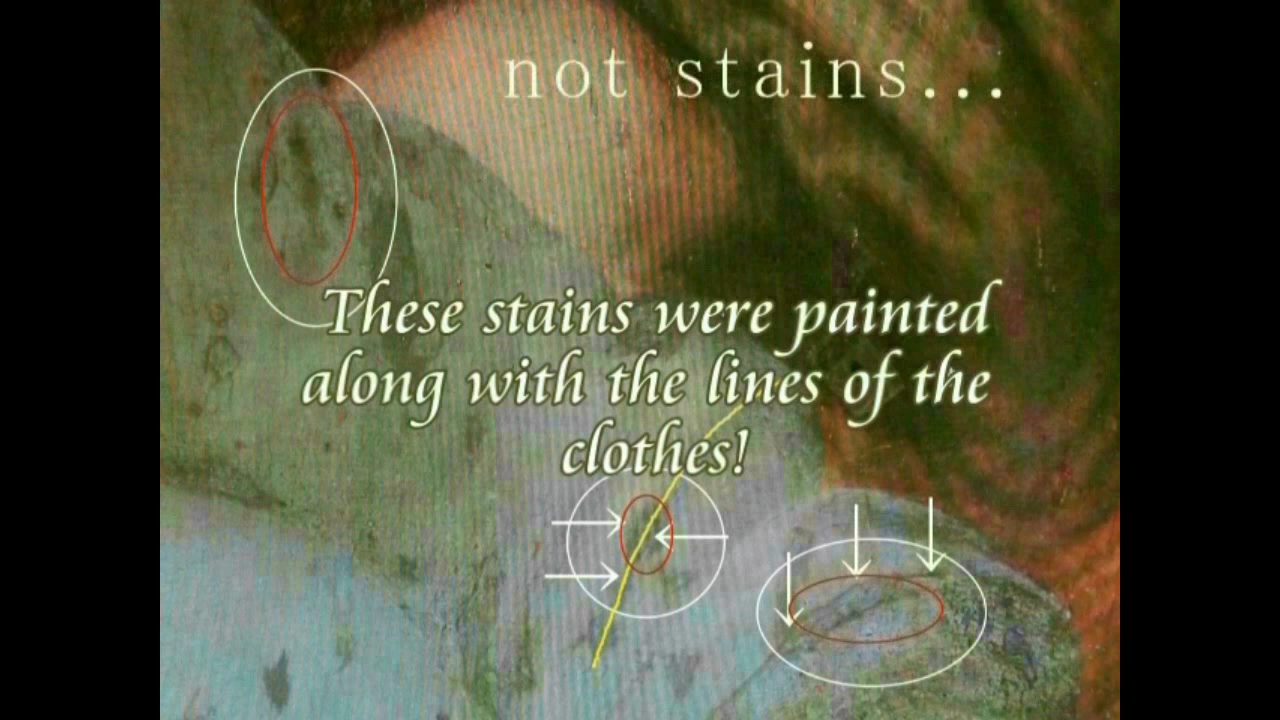 not stains...
These stains were painted
along with the lines of the
clothes!